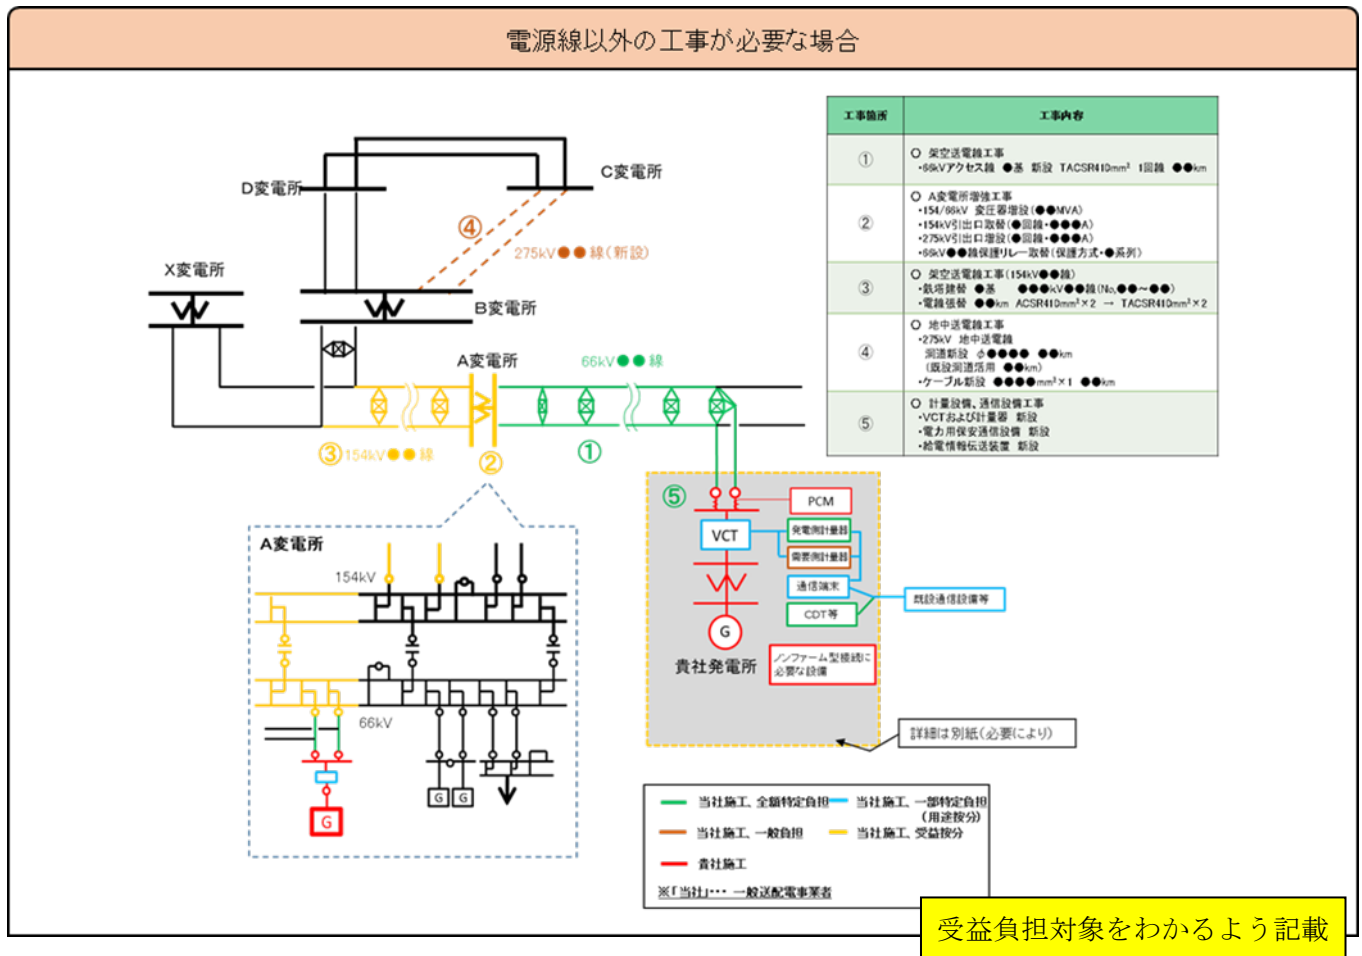 電源線以外の工事が必要な場合
工事箇所 工事内容
① 〇 架空送電線工事
・66kVアクセス線 ●基 新設 TACSR410mm² 1回線 ●●km
② 〇 A変電所増強工事
・154/66kV 変圧器増設(●●MVA)
・154kV引出口取替(●回線・●●●A)
・275kV引出口増設(●回線・●●●A)
・66kV●●線保護リレー取替(保護方式・●系列)
③ 〇 架空送電線工事(154kV●●線)
・鉄塔建替 ●基 ●●●kV●●線(No,●●~●●)
・電線張替 ●●km ACSR410mm²×2 → TACSR410mm²×2
④ 〇 地中送電線工事
・275kV 地中送電線
洞道新設 φ●●●● ●●km
(既設洞道活用 ●●km)
・ケーブル新設 ●●●●mm²×1 ●●km
⑤ 〇 計量設備、通信設備工事
・VCTおよび計量器 新設
・電力用保安通信設備 新設
・給電情報伝送装置 新設
C変電所
D変電所
④
275kV●●線(新設)
X変電所
B変電所
A変電所
66kV●●線
③154kV●●線
②
①
⑤
PCM
VCT
発電側計量器
需要側計量器
通信端末
CDT等
既設通信設備等
G
貴社発電所
ノンファーム型接続に
必要な設備
詳細は別紙(必要により)
A変電所
154kV
66kV
G G
G
当社施工、全額特定負担
当社施工、一部特定負担
(用途按分)
当社施工、一般負担
当社施工、受益按分
貴社施工
※「当社」・・・ 一般送配電事業者
受益負担対象をわかるよう記載